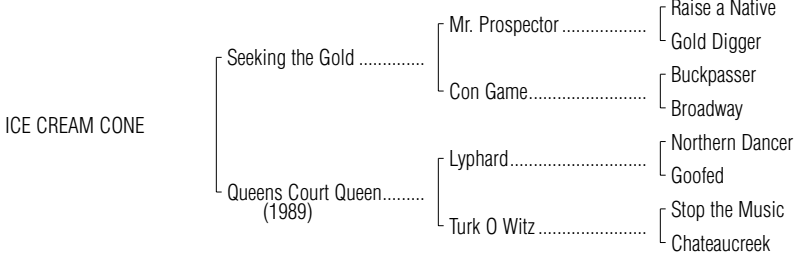 Raise a Native
Mr. Prospector ...................
Gold Digger
Seeking the Gold ..............
Buckpasser
Con Game..........................
Broadway
ICE CREAM CONE
Northern Dancer
Lyphard..............................
Goofed
Queens Court Queen.........
(1989)
Stop the Music
Turk O Witz ........................
Chateaucreek